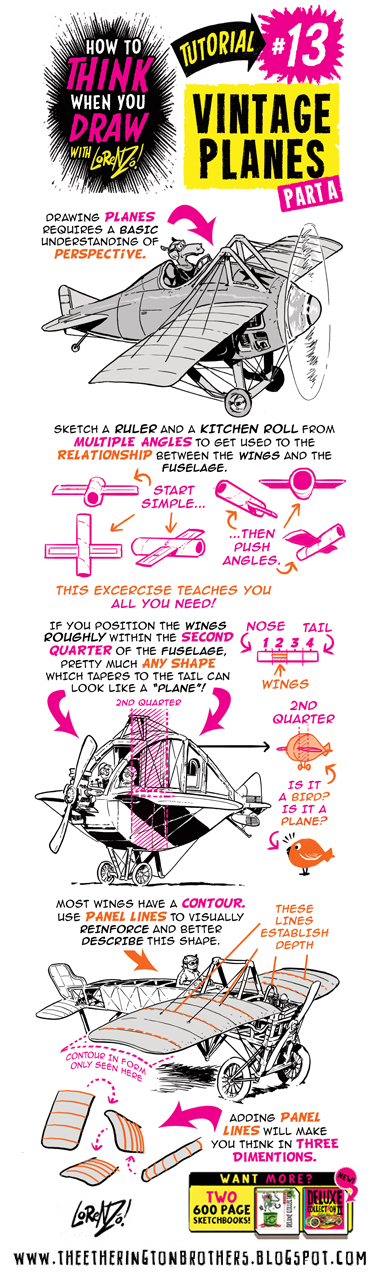 HOW TO
THINK
WHEN YOU
DRAW
WITH LORENZO!
TUTORIAL
#13
VINTAGE
PLANES
PART A
DRAWING PLANES
REQUIRES A BASIC
UNDERSTANDING OF
PERSPECTIVE.
SKETCH A RULER AND A KITCHEN ROLL FROM
MULTIPLE ANGLES TO GET USED TO THE
RELATIONSHIP BETWEEN THE WINGS AND THE
FUSELAGE.
START
SIMPLE...
...THEN
PUSH
ANGLES.
THIS EXCERCISE TEACHES YOU
ALL YOU NEED!
IF YOU POSITION THE WINGS
ROUGHLY WITHIN THE SECOND
QUARTER OF THE FUSELAGE,
PRETTY MUCH ANY SHAPE
WHICH TAPERS TO THE TAIL CAN
LOOK LIKE A "PLANE"!
NOSE TAIL
1 2 3 4
WINGS
2ND QUARTER
2ND
QUARTER
IS IT
A BIRD?
IS IT A
PLANE?
MOST WINGS HAVE A CONTOUR.
USE PANEL LINES TO VISUALLY
REINFORCE AND BETTER
DESCRIBE THIS SHAPE.
THESE
LINES
ESTABLISH
DEPTH
CONTOUR IN FORM
ONLY SEEN HERE
ADDING PANEL
LINES WILL MAKE
YOU THINK IN THREE
DIMENTIONS.
LORENZO!
WANT MORE?
NEW!
TWO
600 PAGE
SKETCHBOOKS!
DELUXE
COLLECTION II
WWW.THEETHERINGTONBROTHERS.BLOGSPOT.COM